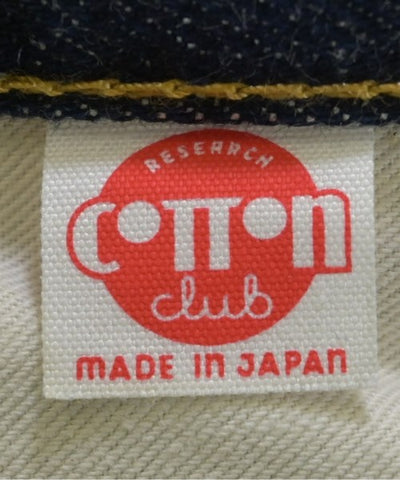 RESEARCH
COTTON
club
MADE IN JAPAN